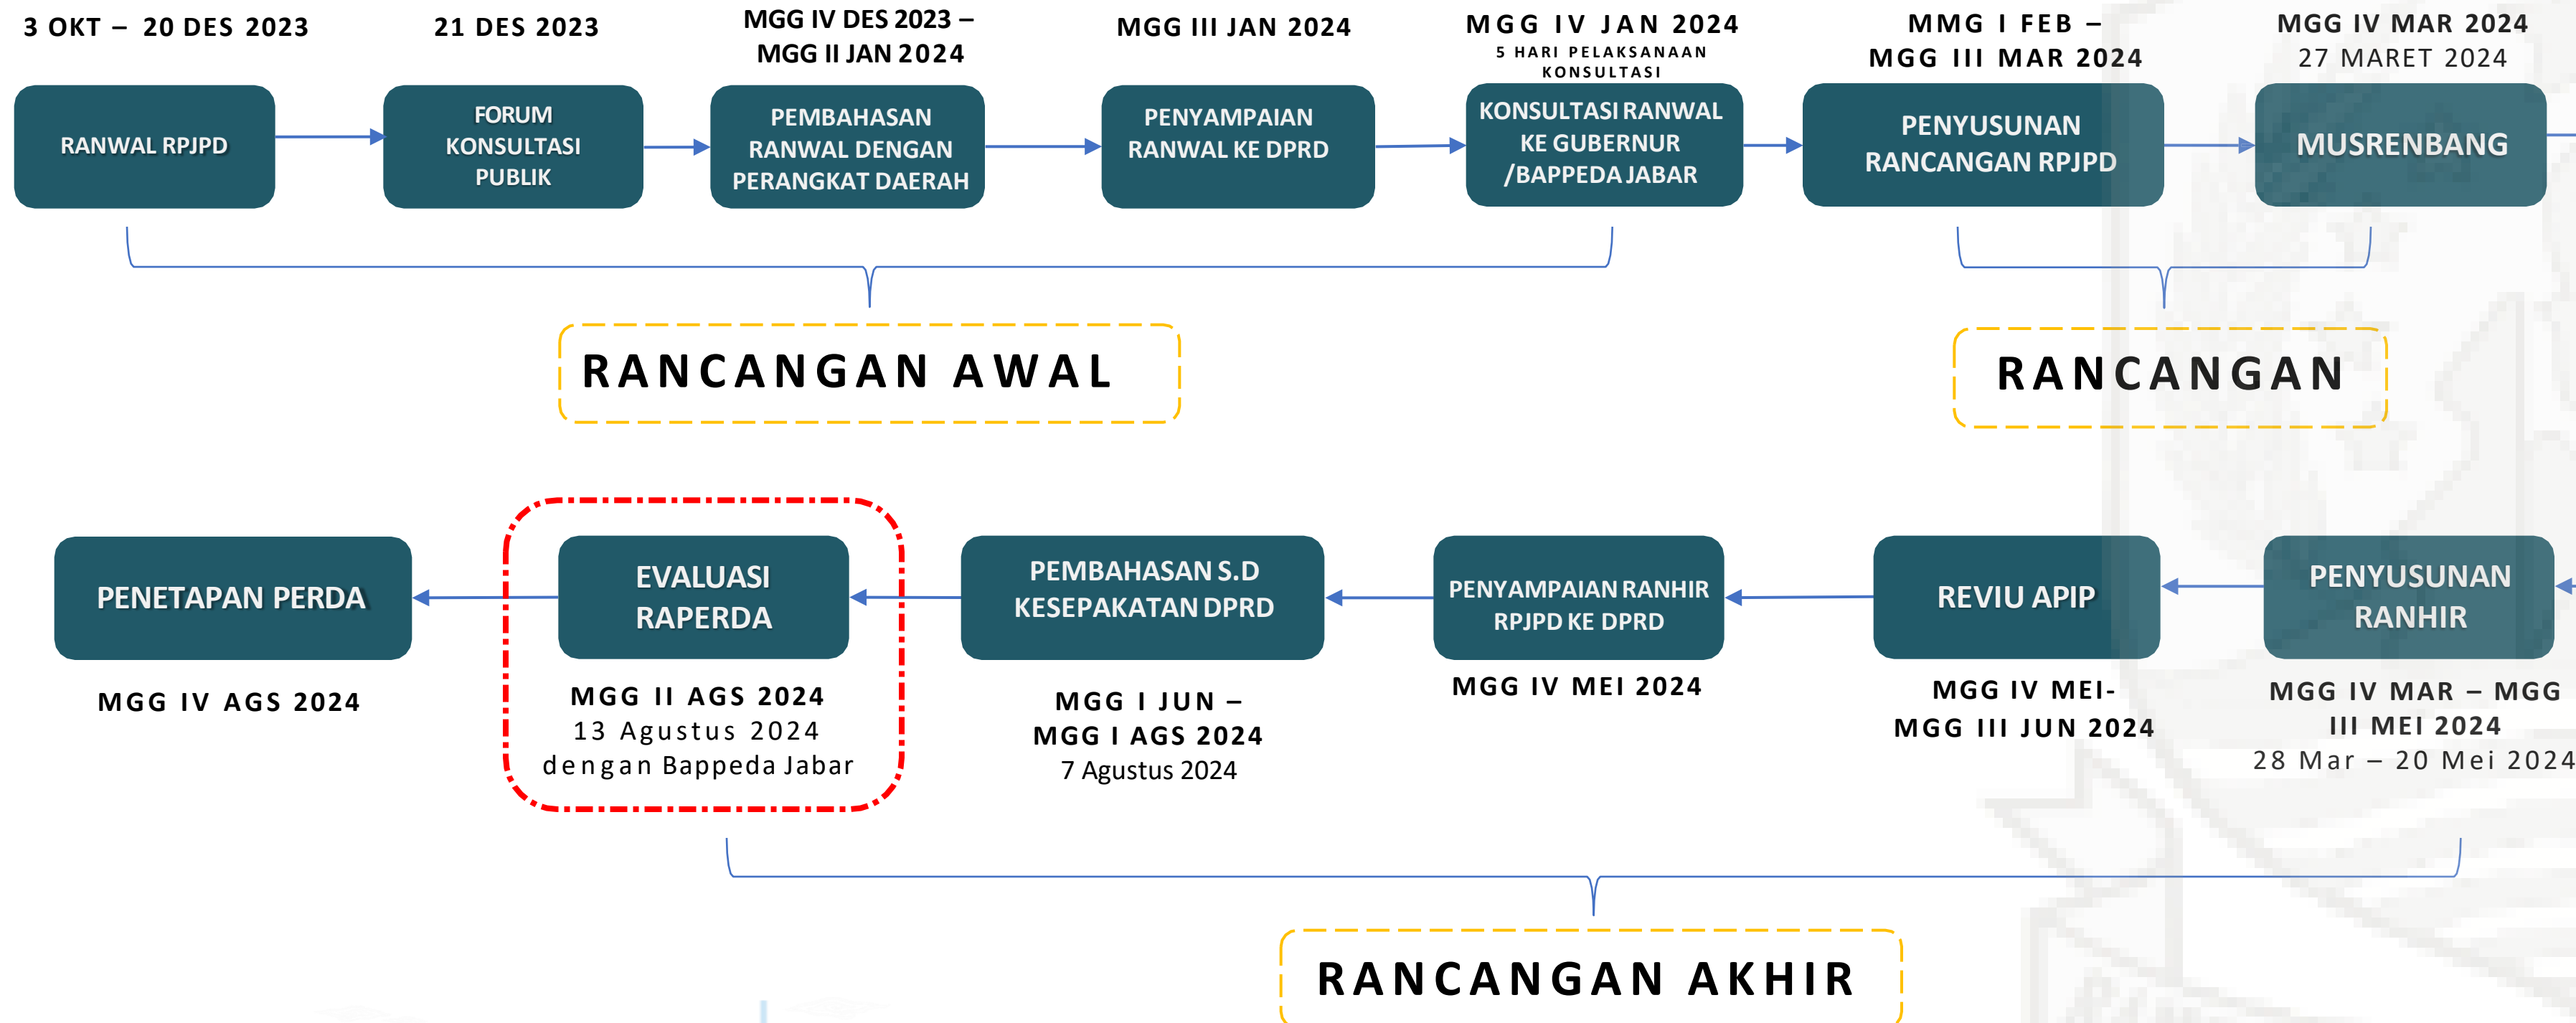 3 OKT – 20 DES 2023
RANWAL RPJPD
21 DES 2023
FORUM
KONSULTASI
PUBLIK
MGG IV DES 2023 –
MGG II JAN 2024
PEMBAHASAN
RANWAL DENGAN
PERANGKAT DAERAH
MGG III JAN 2024
PENYAMPAIAN
RANWAL KE DPRD
MGG IV JAN 2024
5 HARI PELAKSANAAN
KONSULTASI
KONSULTASI RANWAL
KE GUBERNUR
/BAPPEDA JABAR
MMG I FEB –
MGG III MAR 2024
PENYUSUNAN
RANCANGAN RPJPD
MGG IV MAR 2024
27 MARET 2024
MUSRENBANG
RANCANGAN AWAL
RANCANGAN
PENETAPAN PERDA
MGG IV AGS 2024
EVALUASI
RAPERDA
MGG II AGS 2024
13 Agustus 2024
dengan Bappeda Jabar
PEMBAHASAN S.D
KESEPAKATAN DPRD
MGG I JUN –
MGG I AGS 2024
7 Agustus 2024
PENYAMPAIAN RANHIR
RPJPD KE DPRD
MGG IV MEI 2024
REVIU APIP
MGG IV MEI-
MGG III JUN 2024
PENYUSUNAN
RANHIR
MGG IV MAR – MGG
III MEI 2024
28 Mar – 20 Mei 2024
RANCANGAN AKHIR